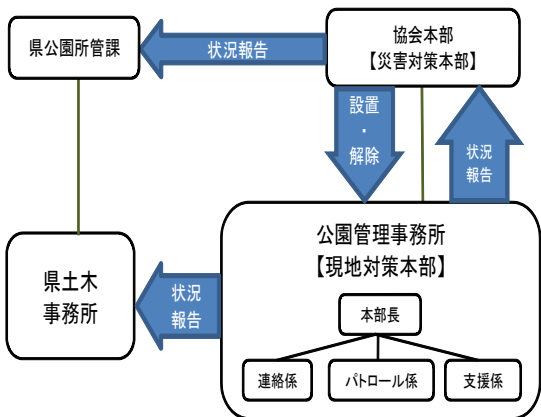 県公園所管課
状況報告
協会本部
【災害対策本部】
設置
・
解除
状況
報告
公園管理事務所
【現地対策本部】
県土木
事務所
状況
報告
本部長
連絡係
パトロール係
支援係